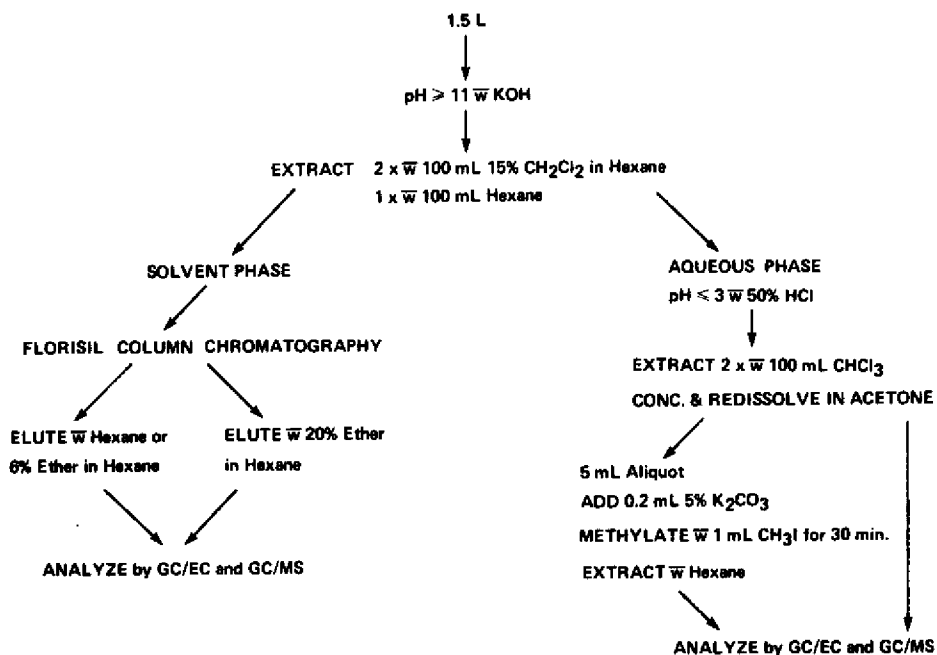 1.5 L
pH ⩾ 11 w̅ KOH
EXTRACT 2 x w̅ 100 mL 15% CH₂Cl₂ in Hexane
1 x w̅ 100 mL Hexane
SOLVENT PHASE
FLORISIL COLUMN CHROMATOGRAPHY
ELUTE w̅ Hexane or
6% Ether in Hexane
ELUTE w̅ 20% Ether
in Hexane
ANALYZE by GC/EC and GC/MS
AQUEOUS PHASE
pH ⩽ 3 w̅ 50% HCl
EXTRACT 2 x w̅ 100 mL CHCl₃
CONC. & REDISSOLVE IN ACETONE
5 mL Aliquot
ADD 0.2 mL 5% K₂CO₃
METHYLATE w̅ 1 mL CH₃I for 30 min.
EXTRACT w̅ Hexane
ANALYZE by GC/EC and GC/MS